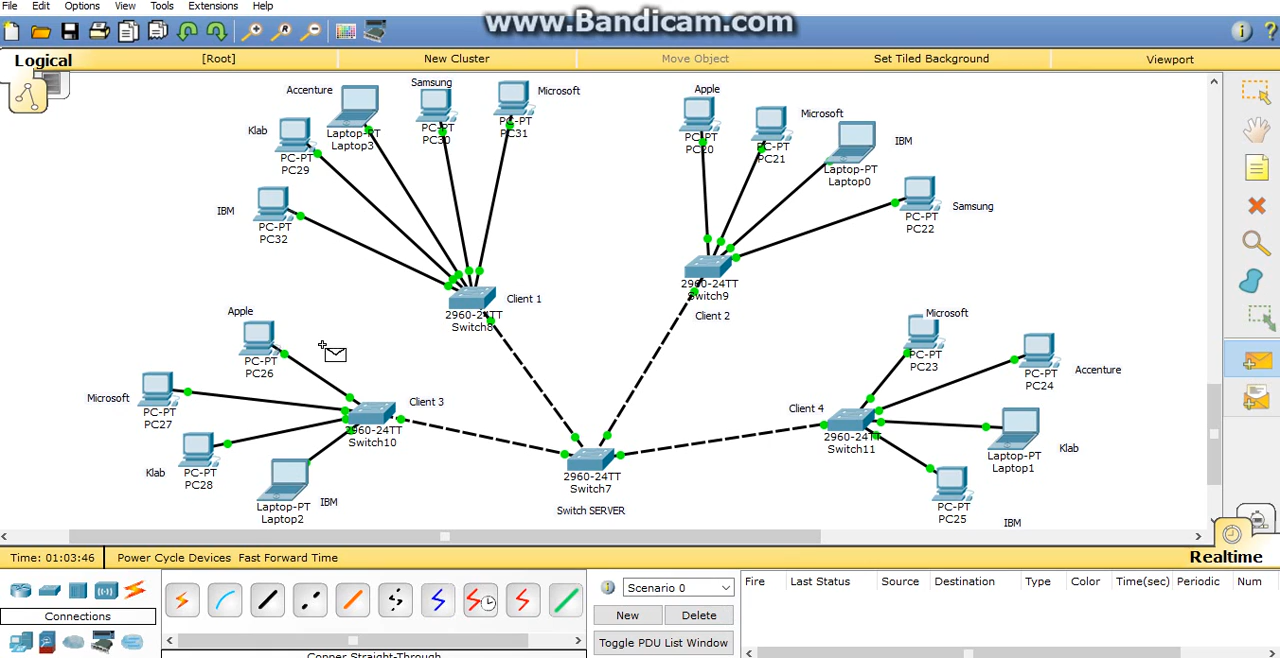 File Edit Options View Tools Extensions Help
www.Bandicam.com
Logical
[Root]
New Cluster
Move Object
Set Tiled Background
Viewport
Accenture
Laptop-PT
Laptop3
Samsung
PC-PT
PC30
Microsoft
PC-PT
PC31
Klab
PC-PT
PC29
IBM
PC-PT
PC32
Apple
PC-PT
PC20
Microsoft
PC-PT
PC21
IBM
Laptop-PT
Laptop0
Samsung
PC-PT
PC22
2960-24TT
Switch8
Client 1
2960-24TT
Switch9
Client 2
Apple
PC-PT
PC26
Microsoft
PC-PT
PC27
Klab
PC-PT
PC28
Laptop-PT
Laptop2
IBM
Client 3
2960-24TT
Switch10
Microsoft
PC-PT
PC23
Accenture
PC-PT
PC24
Client 4
2960-24TT
Switch11
Laptop-PT
Laptop1
Klab
PC-PT
PC25
IBM
2960-24TT
Switch7
Switch SERVER
Time: 01:03:46
Power Cycle Devices Fast Forward Time
Realtime
Connections
Copper Straight-Through
Scenario 0
New
Delete
Toggle PDU List Window
Fire Last Status Source Destination Type Color Time(sec) Periodic Num